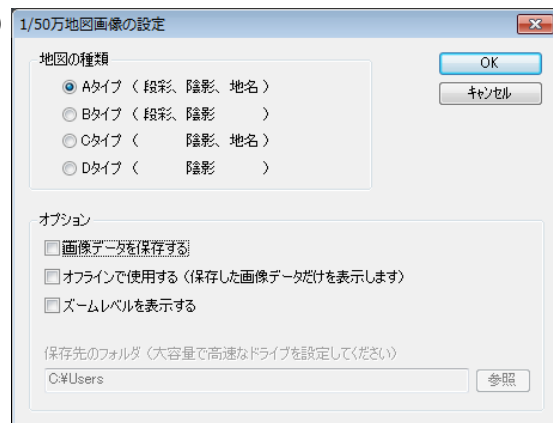 )
1/50万地図画像の設定
地図の種類
Aタイプ（段彩、陰影、地名）
Bタイプ（段彩、陰影　　　）
Cタイプ（　　　陰影、地名）
Dタイプ（　　　陰影　　　）
OK
キャンセル
オプション
画像データを保存する
オフラインで使用する（保存した画像データだけを表示します）
ズームレベルを表示する
保存先のフォルダ（大容量で高速なドライブを設定してください）
C:¥Users
参照